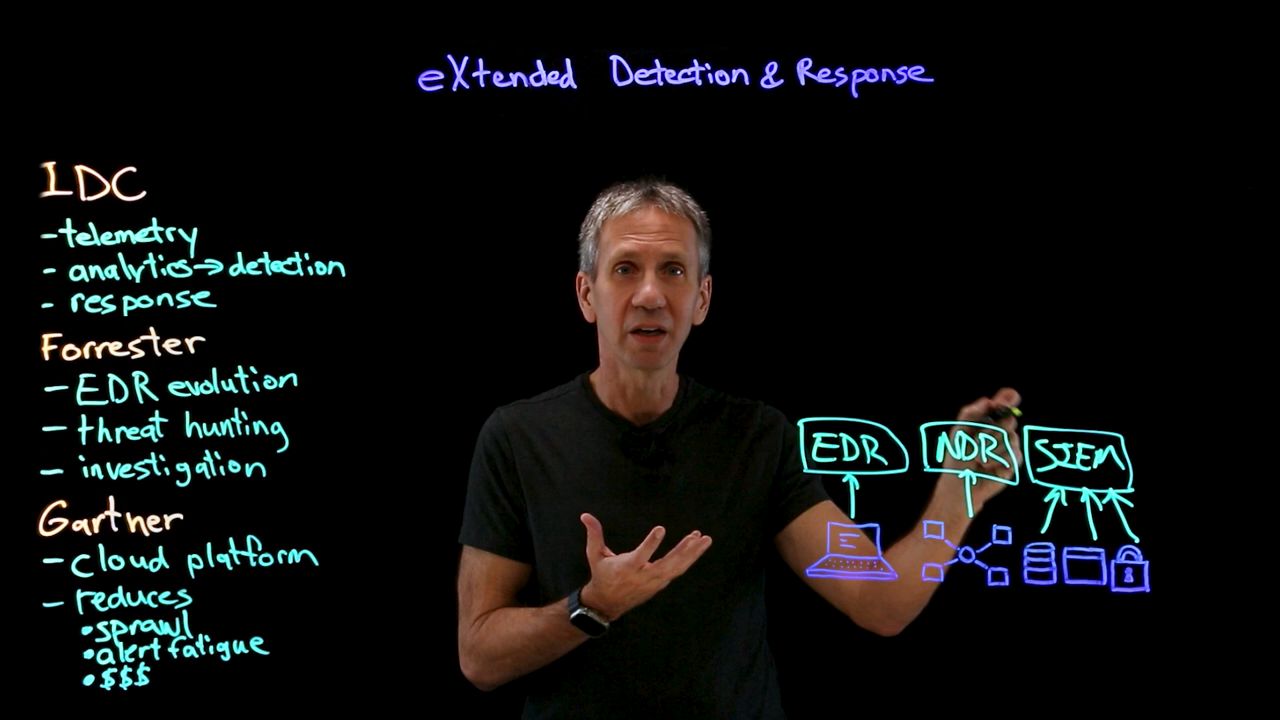 eXtended Detection & Response
IDC
- telemetry
- analytics → detection
- response
Forrester
- EDR evolution
- threat hunting
- investigation
Gartner
- cloud platform
- reduces
• sprawl
• alert fatigue
• $$$
EDR
NDR
SIEM